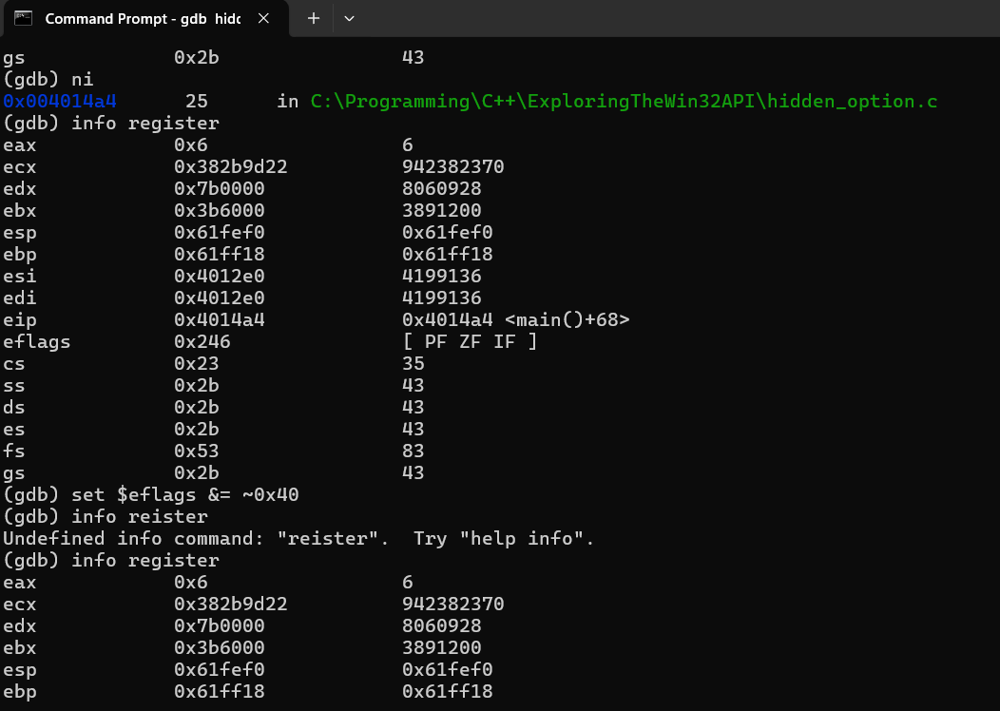 Command Prompt - gdb hidd
gs 0x2b 43
(gdb) ni
0x004014a4 25 in C:\Programming\C++\ExploringTheWin32API\hidden_option.c
(gdb) info register
eax 0x6 6
ecx 0x382b9d22 942382370
edx 0x7b0000 8060928
ebx 0x3b6000 3891200
esp 0x61fef0 0x61fef0
ebp 0x61ff18 0x61ff18
esi 0x4012e0 4199136
edi 0x4012e0 4199136
eip 0x4014a4 0x4014a4 <main()+68>
eflags 0x246 [ PF ZF IF ]
cs 0x23 35
ss 0x2b 43
ds 0x2b 43
es 0x2b 43
fs 0x53 83
gs 0x2b 43
(gdb) set $eflags &= ~0x40
(gdb) info reister
Undefined info command: "reister".  Try "help info".
(gdb) info register
eax 0x6 6
ecx 0x382b9d22 942382370
edx 0x7b0000 8060928
ebx 0x3b6000 3891200
esp 0x61fef0 0x61fef0
ebp 0x61ff18 0x61ff18